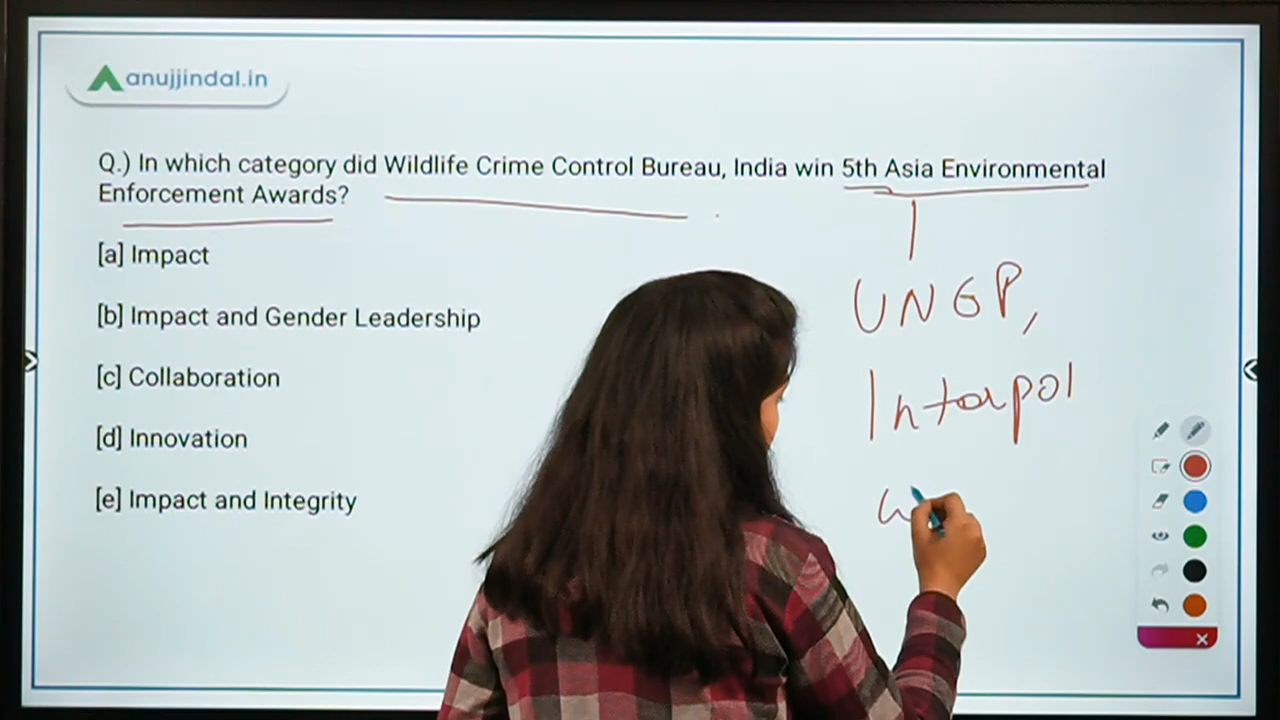 anujjindal.in
Q.) In which category did Wildlife Crime Control Bureau, India win 5th Asia Environmental
Enforcement Awards?
[a] Impact
[b] Impact and Gender Leadership
[c] Collaboration
[d] Innovation
[e] Impact and Integrity
UNEP,
Interpol